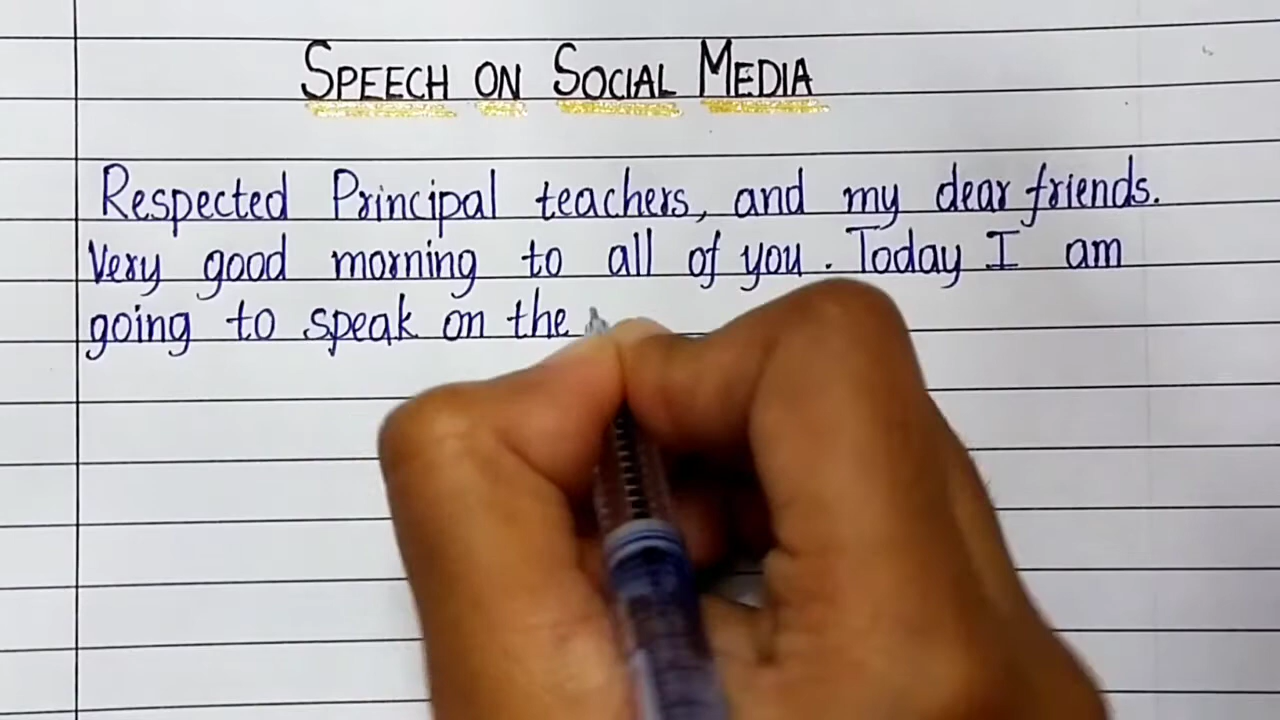 SPEECH ON SOCIAL MEDIA
Respected Principal teachers, and my dear friends.
Very good morning to all of you. Today I am
going to speak on the